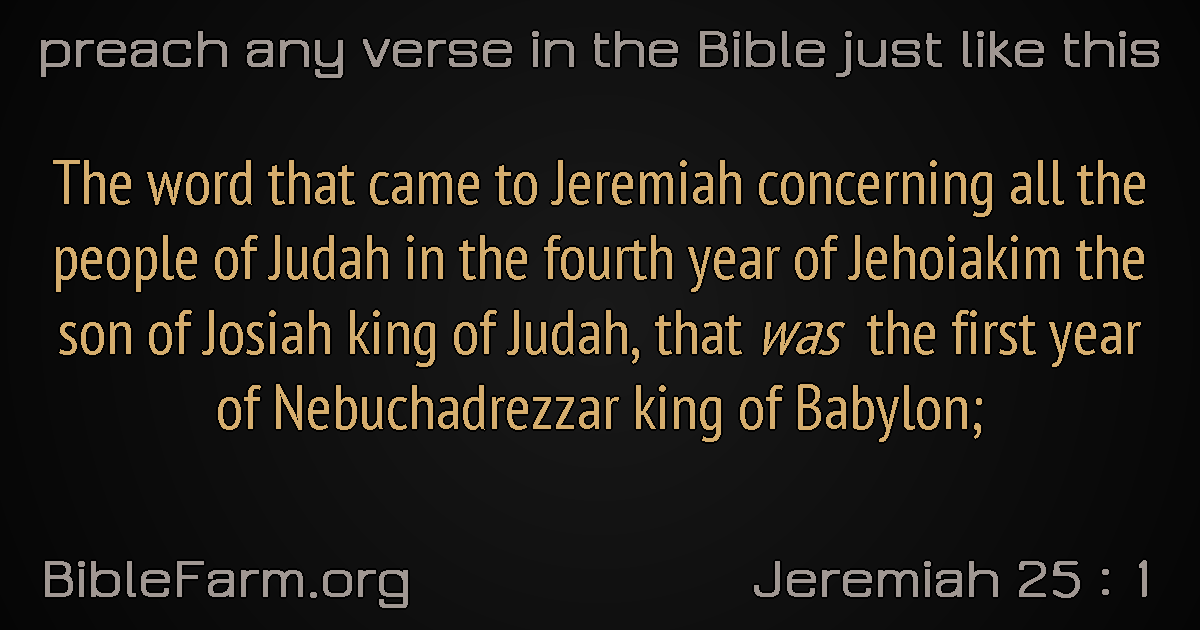 preach any verse in the Bible just like this
The word that came to Jeremiah concerning all the
people of Judah in the fourth year of Jehoiakim the
son of Josiah king of Judah, that was the first year
of Nebuchadrezzar king of Babylon;
BibleFarm.org
Jeremiah 25 : 1